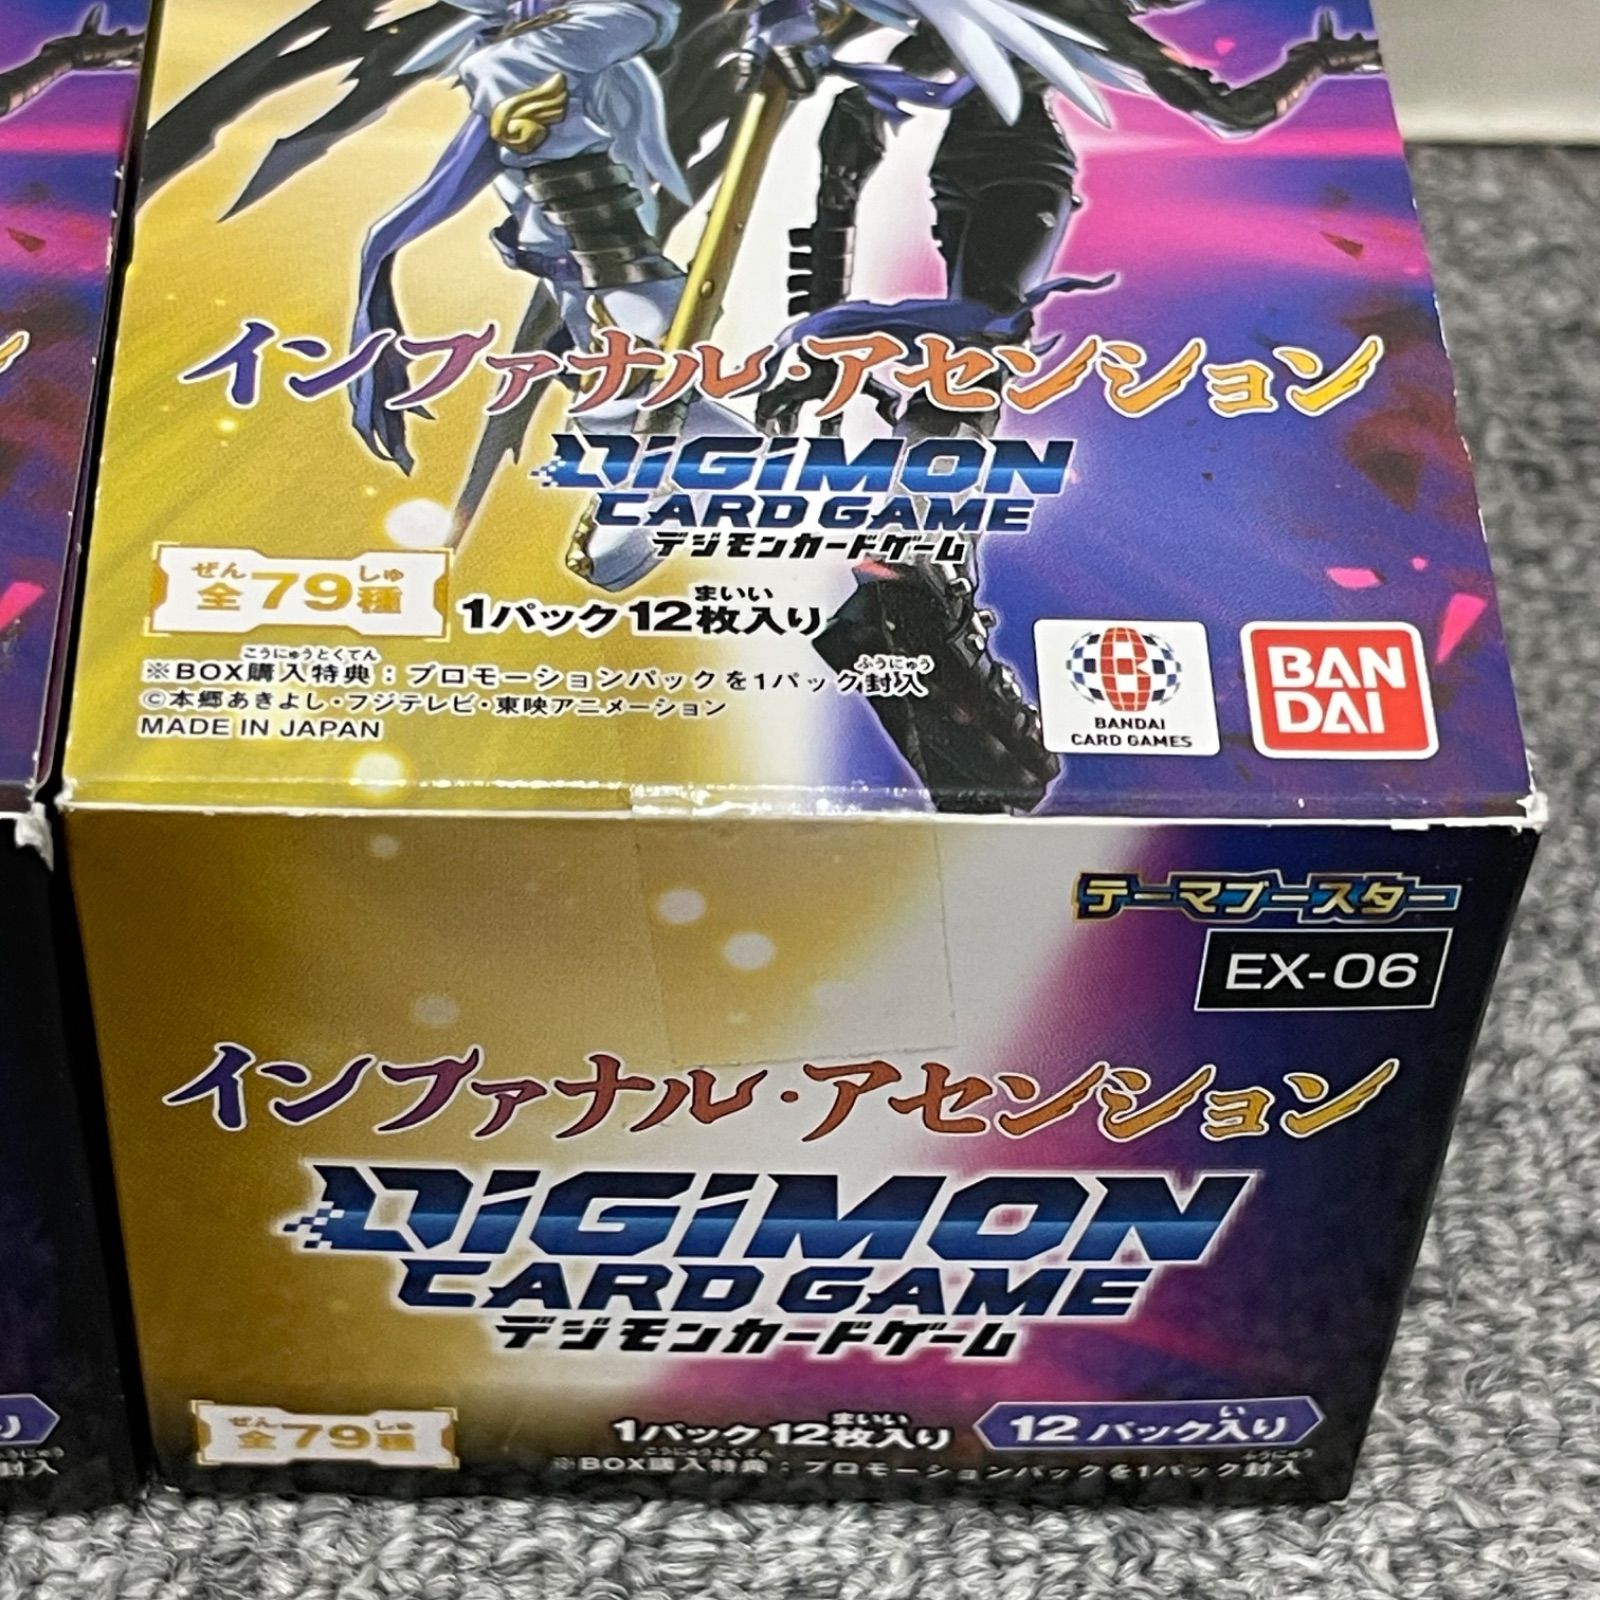 インファナル・アセンション
DIGIMON
CARD GAME
デジモンカードゲーム
ぜん しゅ
全79種
まいい
1パック12枚入り
こうにゅうとくてん ふうにゅう
※BOX購入特典：プロモーションパックを1パック封入
©本郷あきよし・フジテレビ・東映アニメーション
MADE IN JAPAN
B
BANDAI
CARD GAMES
BAN
DAI
テーマブースター
EX-06
インファナル・アセンション
DIGIMON
CARD GAME
デジモンカードゲーム
ぜん しゅ
全79種
まいい
1パック12枚入り
い
12パック入り
こうにゅうとくてん ふうにゅう
※BOX購入特典：プロモーションパックを1パック封入
り
ふうにゅう
封入